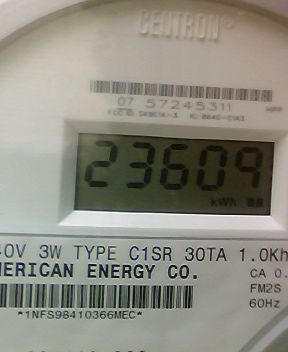 CENTRON®
07 57245311
23609
kWh
40V 3W TYPE C1SR 30TA 1.0Kh
MERICAN ENERGY CO.
CA 0.
FM2S
60Hz
*1NFS98410366MEC*